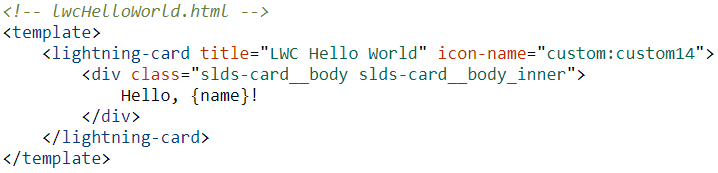 <!-- lwcHelloWorld.html -->
<template>
    <lightning-card title="LWC Hello World" icon-name="custom:custom14">
        <div class="slds-card__body slds-card__body_inner">
            Hello, {name}!
        </div>
    </lightning-card>
</template>